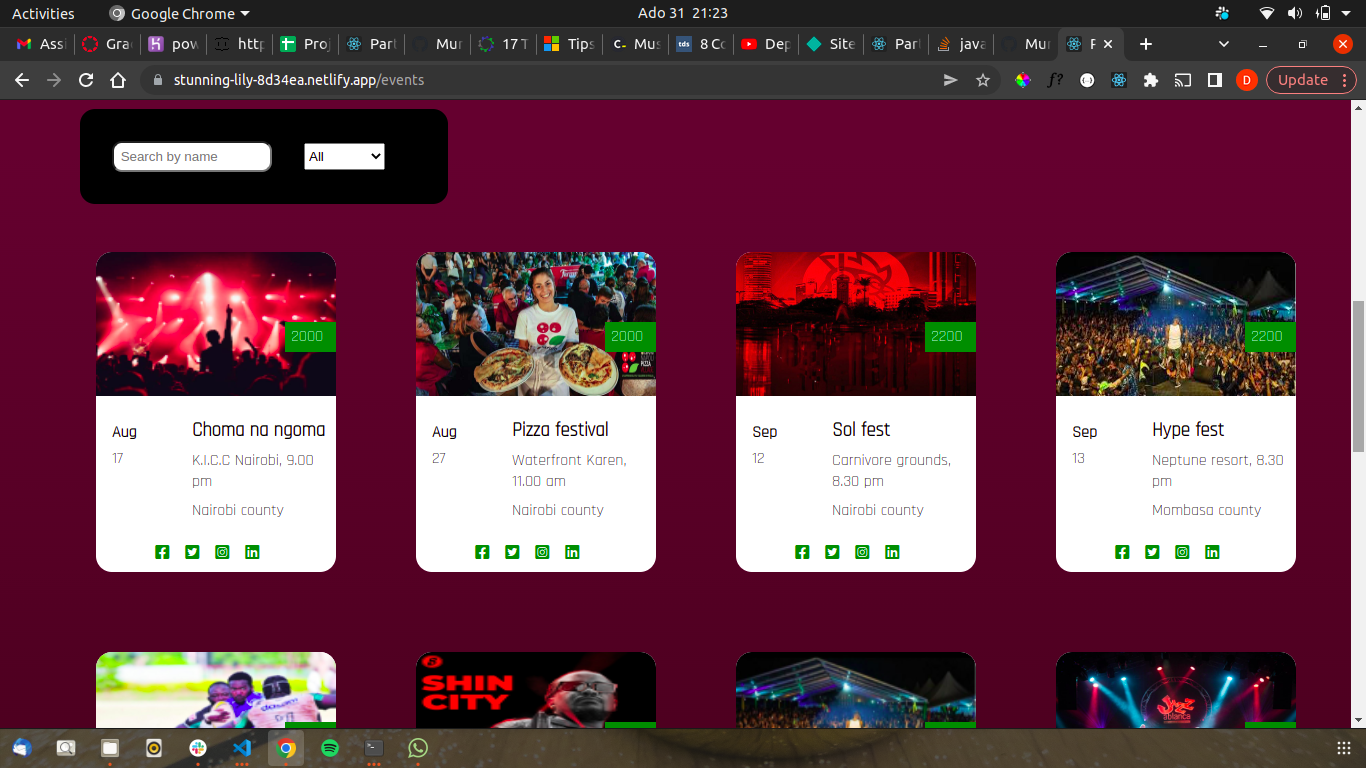 Activities
Google Chrome
Ado 31 21:23
Assi
Grac
pow
http
Proj
Part
Mur
17 T
Tips
Mus
8 Co
Dep
Site
Parl
java
Mur
stunning-lily-8d34ea.netlify.app/events
f?
D
Update
Search by name
All
2000
2000
2200
2200
Aug
17
Choma na ngoma
K.I.C.C Nairobi, 9.00
pm
Nairobi county
Aug
27
Pizza festival
Waterfront Karen,
11.00 am
Nairobi county
Sep
12
Sol fest
Carnivore grounds,
8.30 pm
Nairobi county
Sep
13
Hype fest
Neptune resort, 8.30
pm
Mombasa county
SHIN
CITY